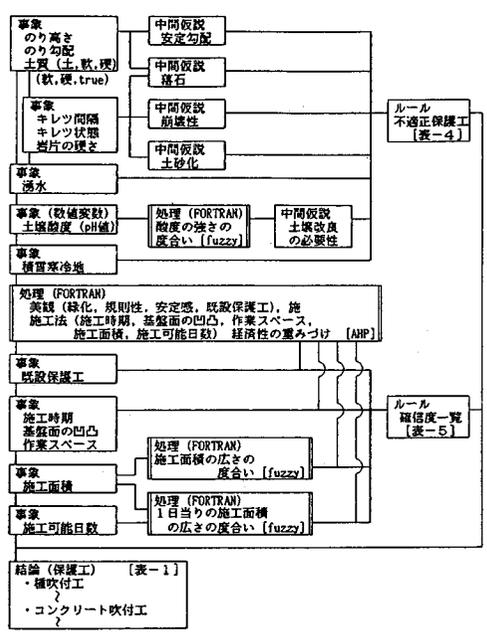 事象
のり高さ
のり勾配
土質 (土,軟,硬)
(軟,硬,true)
中間仮説
安定勾配
中間仮説
落石
事象
キレツ間隔
キレツ状態
岩片の硬さ
中間仮説
崩壊性
中間仮説
土砂化
ルール
不適正保護工
[表-4]
事象
湧水
事象 (数値変数)
土壌酸度 (pH値)
処理 (FORTRAN)
酸度の強さの
度合い [fuzzy]
中間仮説
土壌改良
の必要性
事象
積雪寒冷地
処理 (FORTRAN)
美観 (緑化, 規則性, 安定感, 既設保護工), 施
施工法 (施工時期, 基盤面の凹凸, 作業スペース,
施工面積, 施工可能日数) 経済性の重みづけ [AHP]
事象
既設保護工
事象
施工時期
基盤面の凹凸
作業スペース
ルール
確信度一覧
[表-5]
事象
施工面積
処理 (FORTRAN)
施工面積の広さの
度合い [fuzzy]
事象
施工可能日数
処理 (FORTRAN)
1日当りの施工面積
の広さの度合い [fuzzy]
結論 (保護工) [表-1]
・種吹付工
〜
・コンクリート吹付工
〜